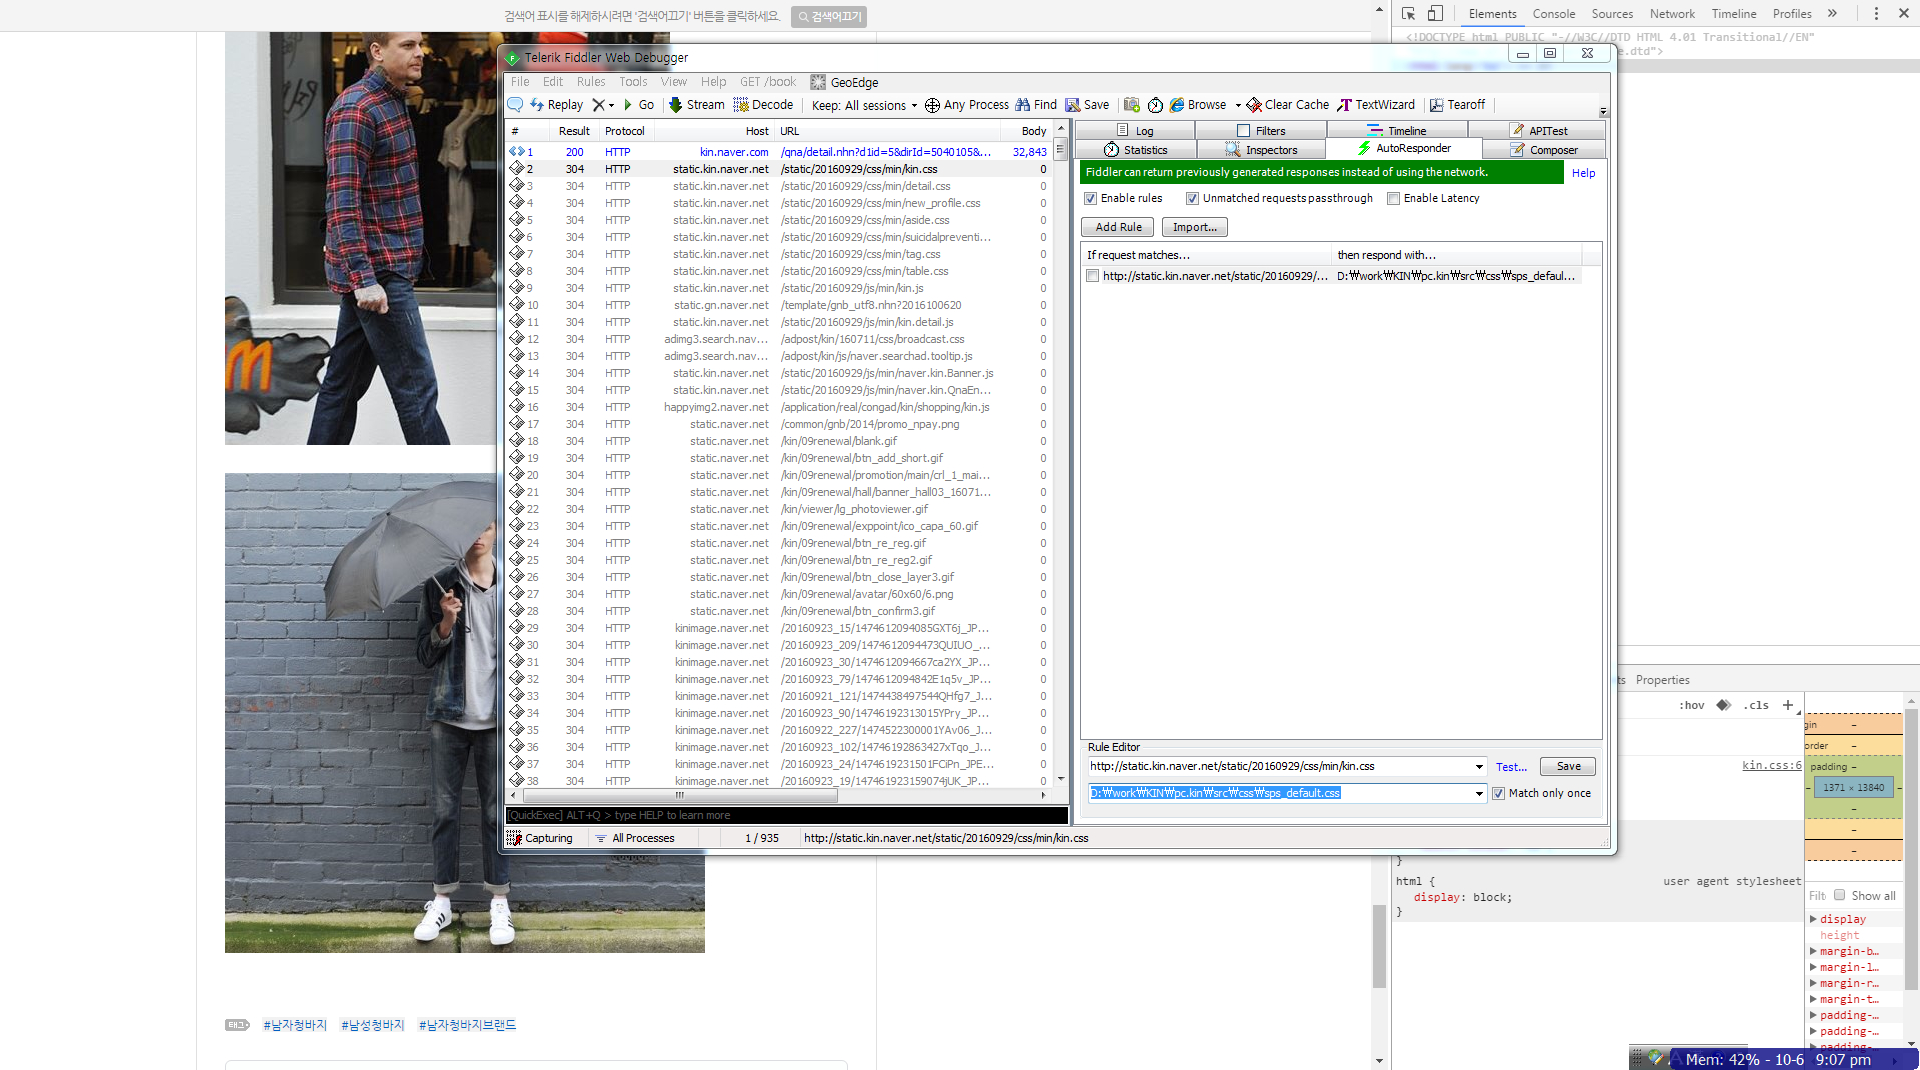 검색어 표시를 해제하시려면 '검색어끄기' 버튼을 클릭하세요. 검색어끄기
Elements Console Sources Network Timeline Profiles »
<!DOCTYPE html PUBLIC "-//W3C//DTD HTML 4.01 Transitional//EN"
e.dtd">
Telerik Fiddler Web Debugger
File Edit Rules Tools View Help GET /book GeoEdge
Replay Go Stream Decode Keep: All sessions Any Process Find Save Browse Clear Cache TextWizard Tearoff
# Result Protocol Host URL Body
1 200 HTTP kin.naver.com /qna/detail.nhn?d1id=5&dirId=5040105&... 32,843
2 304 HTTP static.kin.naver.net /static/20160929/css/min/kin.css 0
3 304 HTTP static.kin.naver.net /static/20160929/css/min/detail.css 0
4 304 HTTP static.kin.naver.net /static/20160929/css/min/new_profile.css 0
5 304 HTTP static.kin.naver.net /static/20160929/css/min/aside.css 0
6 304 HTTP static.kin.naver.net /static/20160929/css/min/suicidalpreventi... 0
7 304 HTTP static.kin.naver.net /static/20160929/css/min/tag.css 0
8 304 HTTP static.kin.naver.net /static/20160929/css/min/table.css 0
9 304 HTTP static.kin.naver.net /static/20160929/js/min/kin.js 0
10 304 HTTP static.gn.naver.net /template/gnb_utf8.nhn?2016100620 0
11 304 HTTP static.kin.naver.net /static/20160929/js/min/kin.detail.js 0
12 304 HTTP adimg3.search.nav... /adpost/kin/160711/css/broadcast.css 0
13 304 HTTP adimg3.search.nav... /adpost/kin/js/naver.searchad.tooltip.js 0
14 304 HTTP static.kin.naver.net /static/20160929/js/min/naver.kin.Banner.js 0
15 304 HTTP static.kin.naver.net /static/20160929/js/min/naver.kin.QnaEn... 0
16 304 HTTP happyimg2.naver.net /application/real/congad/kin/shopping/kin.js 0
17 304 HTTP static.naver.net /common/gnb/2014/promo_npay.png 0
18 304 HTTP static.naver.net /kin/09renewal/blank.gif 0
19 304 HTTP static.naver.net /kin/09renewal/btn_add_short.gif 0
20 304 HTTP static.naver.net /kin/09renewal/promotion/main/crl_1_mai... 0
21 304 HTTP static.naver.net /kin/09renewal/hall/banner_hall03_16071... 0
22 304 HTTP static.naver.net /kin/viewer/lg_photoviewer.gif 0
23 304 HTTP static.naver.net /kin/09renewal/exppoint/ico_capa_60.gif 0
24 304 HTTP static.naver.net /kin/09renewal/btn_re_reg.gif 0
25 304 HTTP static.naver.net /kin/09renewal/btn_re_reg2.gif 0
26 304 HTTP static.naver.net /kin/09renewal/btn_close_layer3.gif 0
27 304 HTTP static.naver.net /kin/09renewal/avatar/60x60/6.png 0
28 304 HTTP static.naver.net /kin/09renewal/btn_confirm3.gif 0
29 304 HTTP kinimage.naver.net /20160923_15/1474612094085GXT6j_JP... 0
30 304 HTTP kinimage.naver.net /20160923_209/1474612094473QUIUO_... 0
31 304 HTTP kinimage.naver.net /20160923_30/1474612094667ca2YX_JP... 0
32 304 HTTP kinimage.naver.net /20160923_79/1474612094842E1q5v_JP... 0
33 304 HTTP kinimage.naver.net /20160921_121/1474438497544QHfg7_J... 0
34 304 HTTP kinimage.naver.net /20160923_90/14746192313015YPry_JP... 0
35 304 HTTP kinimage.naver.net /20160922_227/1474522300001YAv06_J... 0
36 304 HTTP kinimage.naver.net /20160923_102/14746192863427xTqo_J... 0
37 304 HTTP kinimage.naver.net /20160923_24/1474619231501FCiPn_JPE... 0
38 304 HTTP kinimage.naver.net /20160923_19/1474619231590​74jUK_JP... 0
[QuickExec] ALT+Q > type HELP to learn more
Capturing All Processes 1 / 935 http://static.kin.naver.net/static/20160929/css/min/kin.css
Log Filters Timeline APITest
Statistics Inspectors AutoResponder Composer
Fiddler can return previously generated responses instead of using the network. Help
Enable rules Unmatched requests passthrough Enable Latency
Add Rule Import...
If request matches... then respond with...
http://static.kin.naver.net/static/20160929/... D:₩work₩KIN₩pc.kin₩src₩css₩sps_defaul...
Rule Editor
http://static.kin.naver.net/static/20160929/css/min/kin.css Test... Save
D:₩work₩KIN₩pc.kin₩src₩css₩sps_default.css Match only once
ts Properties
:hov .cls +
kin.css:6
gin –
order –
padding –
– 1371 × 13840 –
–
–
–
}
html { user agent stylesheet
display: block;
}
Filt Show all
display
height
margin-b…
margin-l…
margin-r…
margin-t…
padding-…
padding-…
padding-…
태그 #남자청바지 #남성청바지 #남자청바지브랜드
Mem: 42% - 10-6 9:07 pm